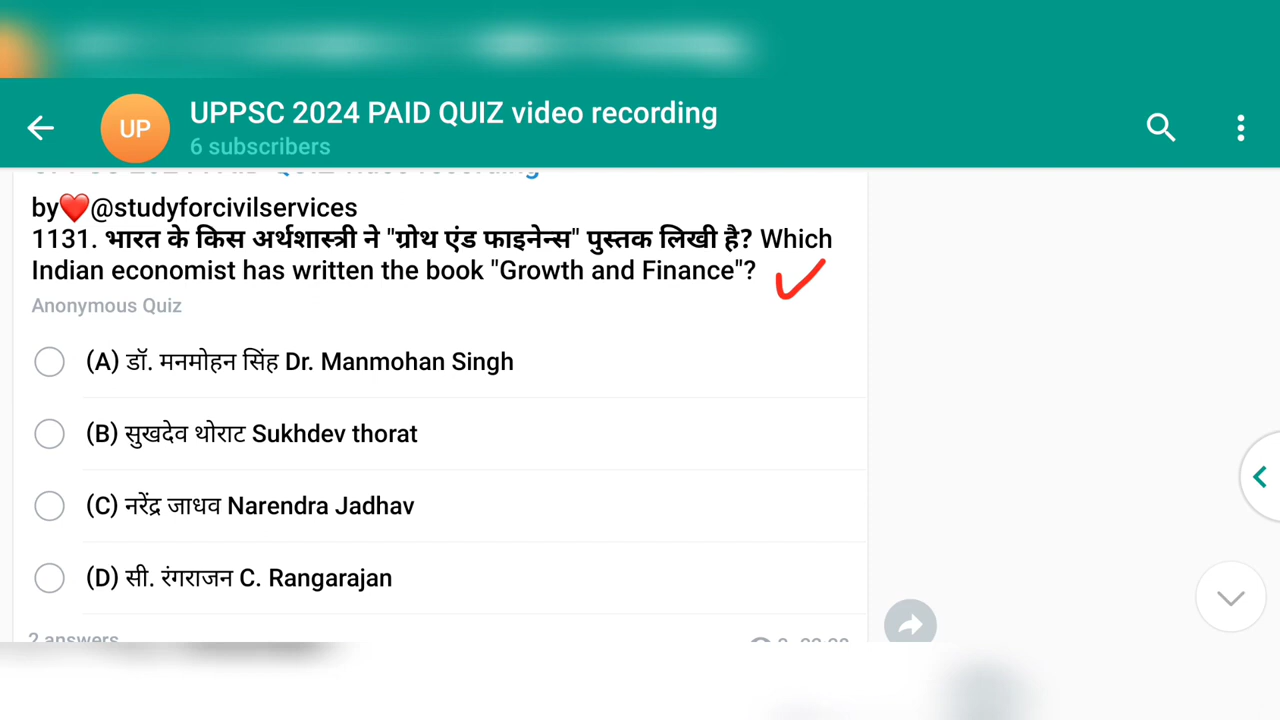 UP
UPPSC 2024 PAID QUIZ video recording
6 subscribers
by❤️@studyforcivilservices
1131. भारत के किस अर्थशास्त्री ने "ग्रोथ एंड फाइनेन्स" पुस्तक लिखी है? Which
Indian economist has written the book "Growth and Finance"?
Anonymous Quiz
(A) डॉ. मनमोहन सिंह Dr. Manmohan Singh
(B) सुखदेव थोराट Sukhdev thorat
(C) नरेंद्र जाधव Narendra Jadhav
(D) सी. रंगराजन C. Rangarajan
2 answers